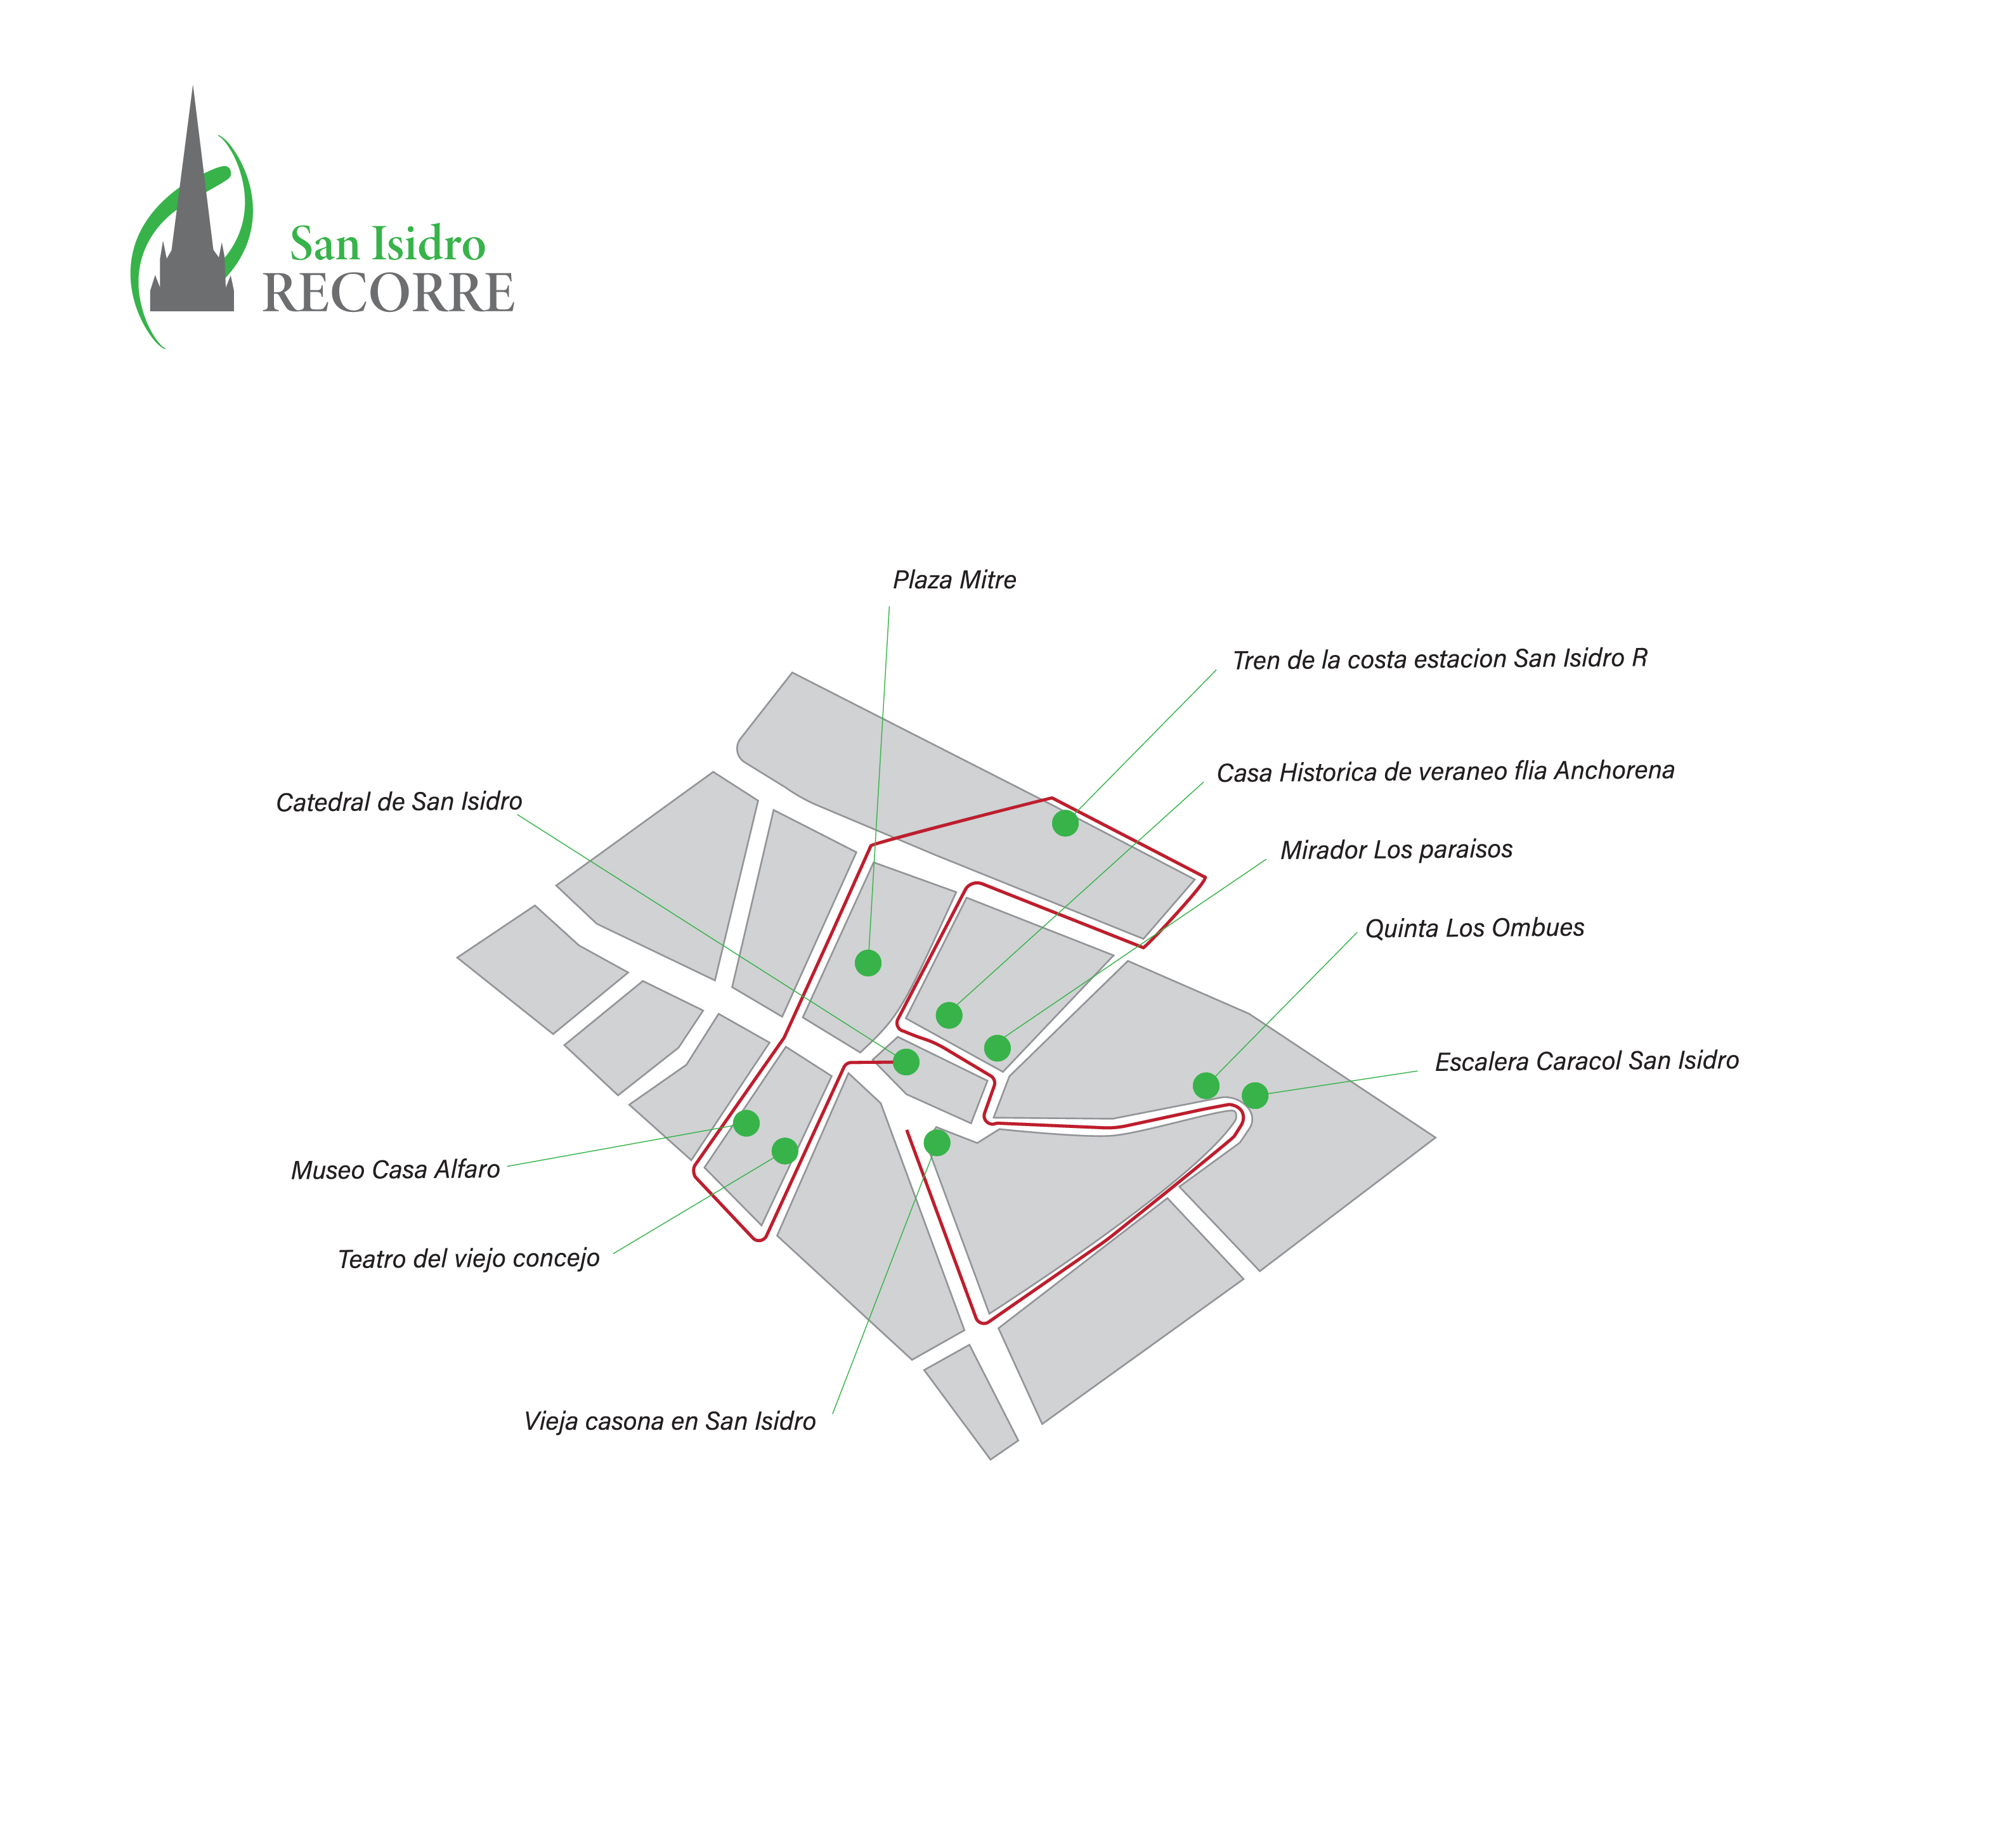 San Isidro
RECORRE
Plaza Mitre
Tren de la costa estacion San Isidro R
Casa Historica de veraneo flia Anchorena
Catedral de San Isidro
Mirador Los paraisos
Quinta Los Ombues
Escalera Caracol San Isidro
Museo Casa Alfaro
Teatro del viejo concejo
Vieja casona en San Isidro